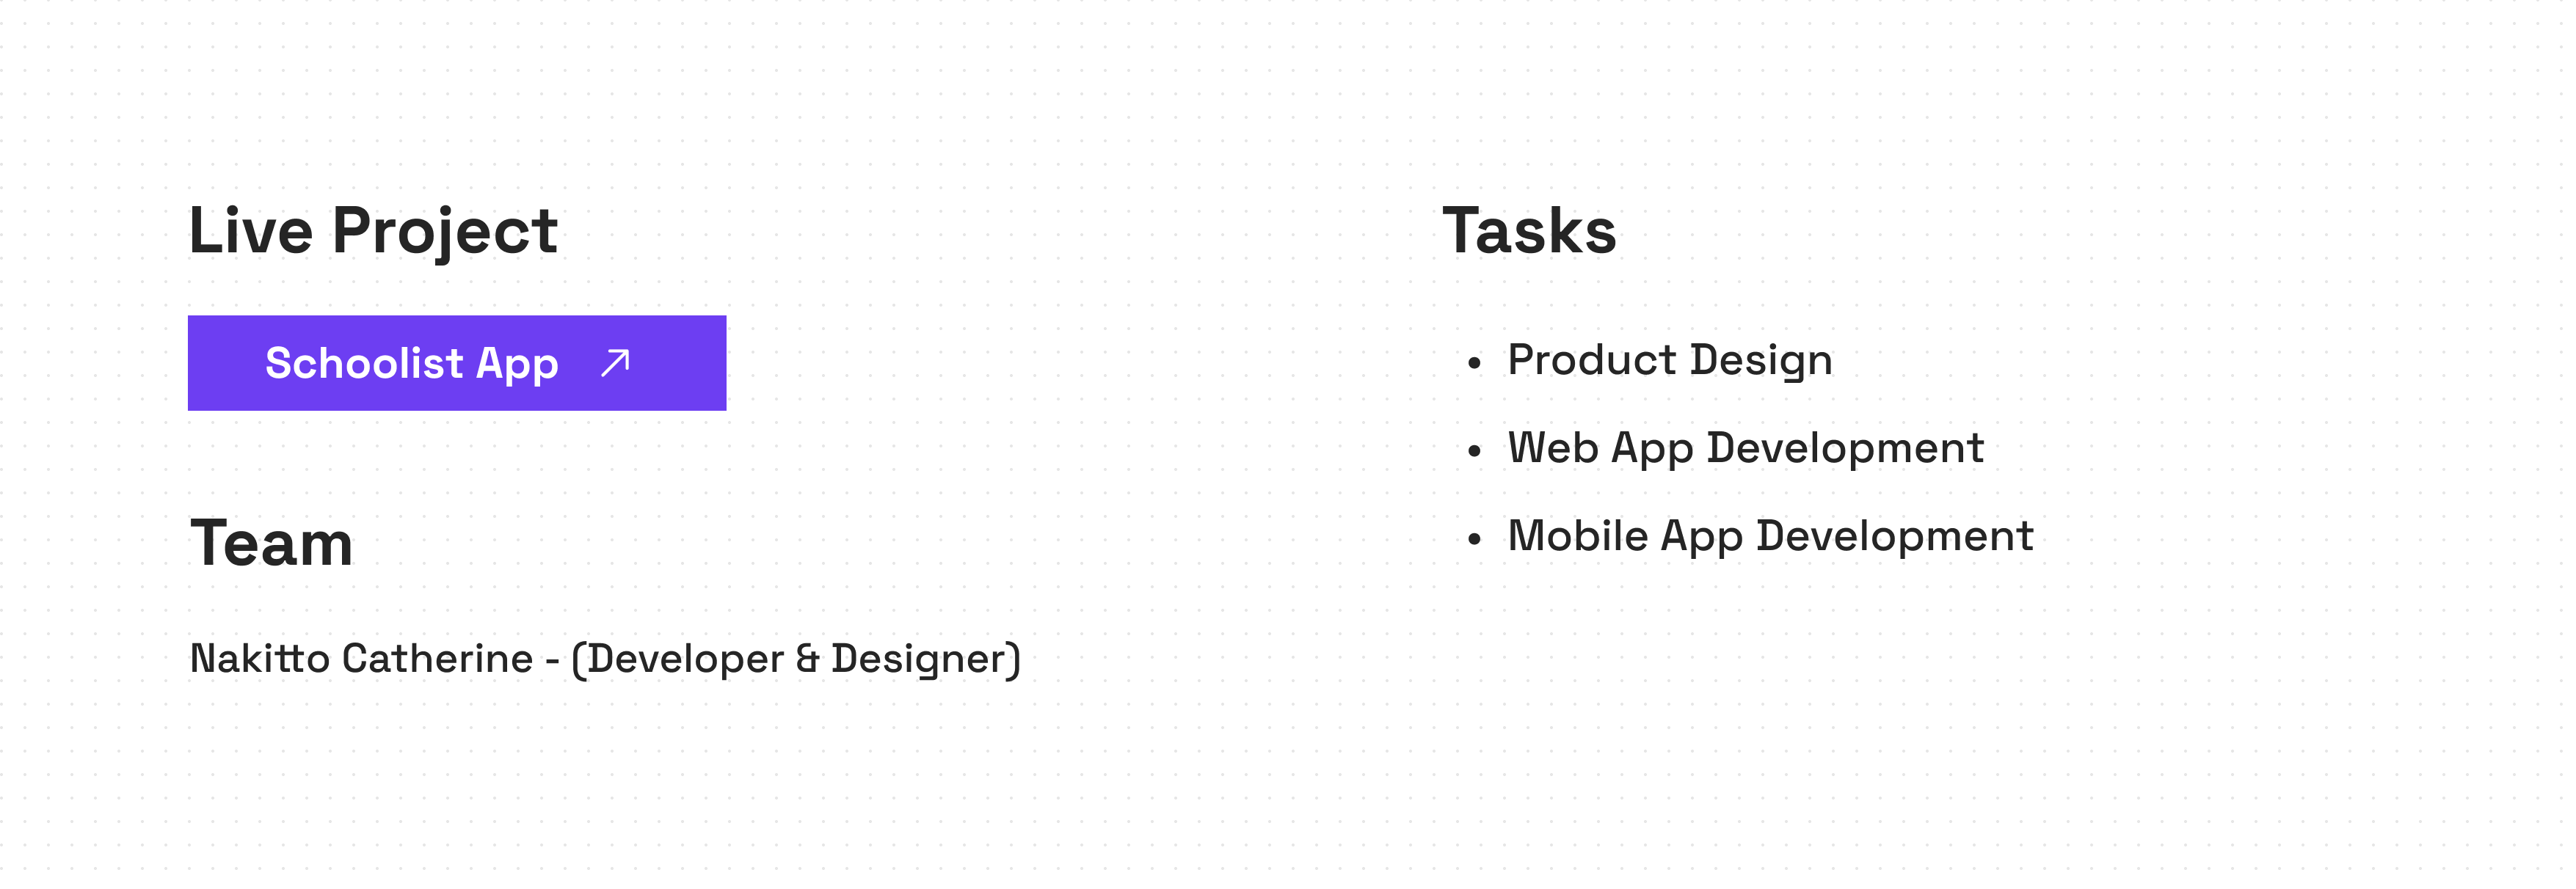 Live Project
Schoolist App
Team
Nakitto Catherine - (Developer & Designer)
Tasks
• Product Design
• Web App Development
• Mobile App Development